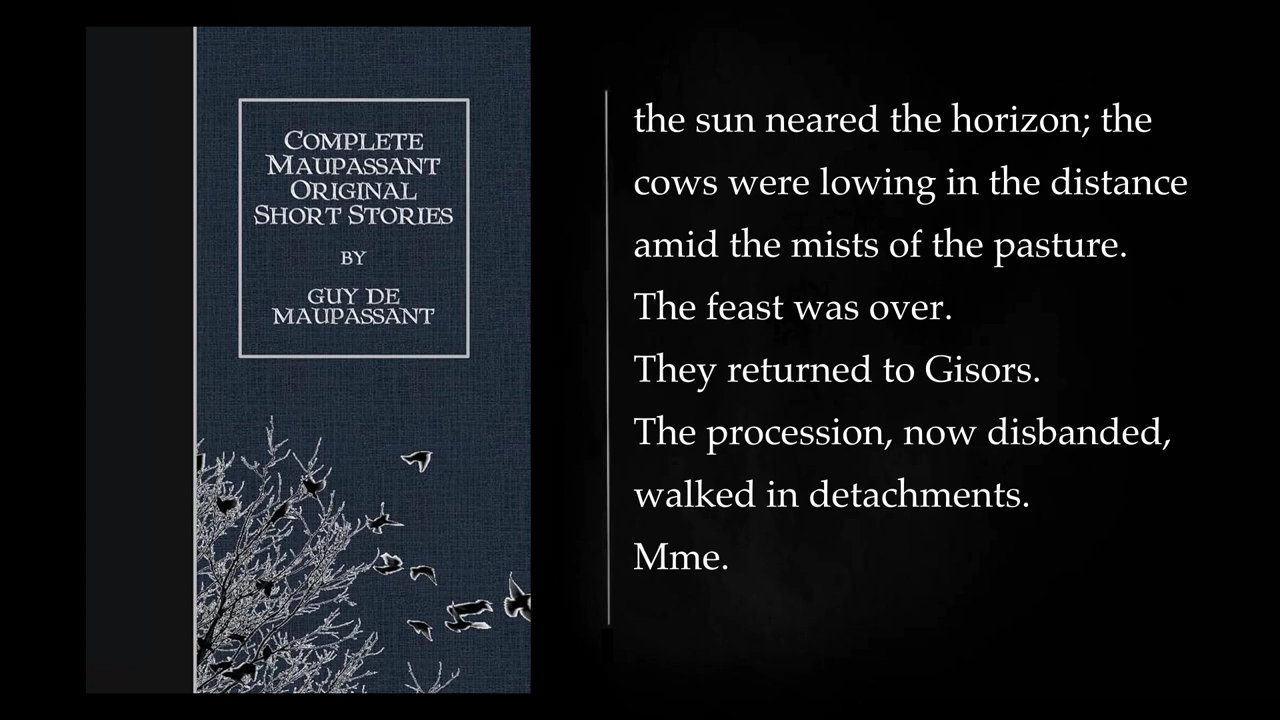 COMPLETE
MAUPASSANT
ORIGINAL
SHORT STORIES
BY
GUY DE
MAUPASSANT
the sun neared the horizon; the
cows were lowing in the distance
amid the mists of the pasture.
The feast was over.
They returned to Gisors.
The procession, now disbanded,
walked in detachments.
Mme.